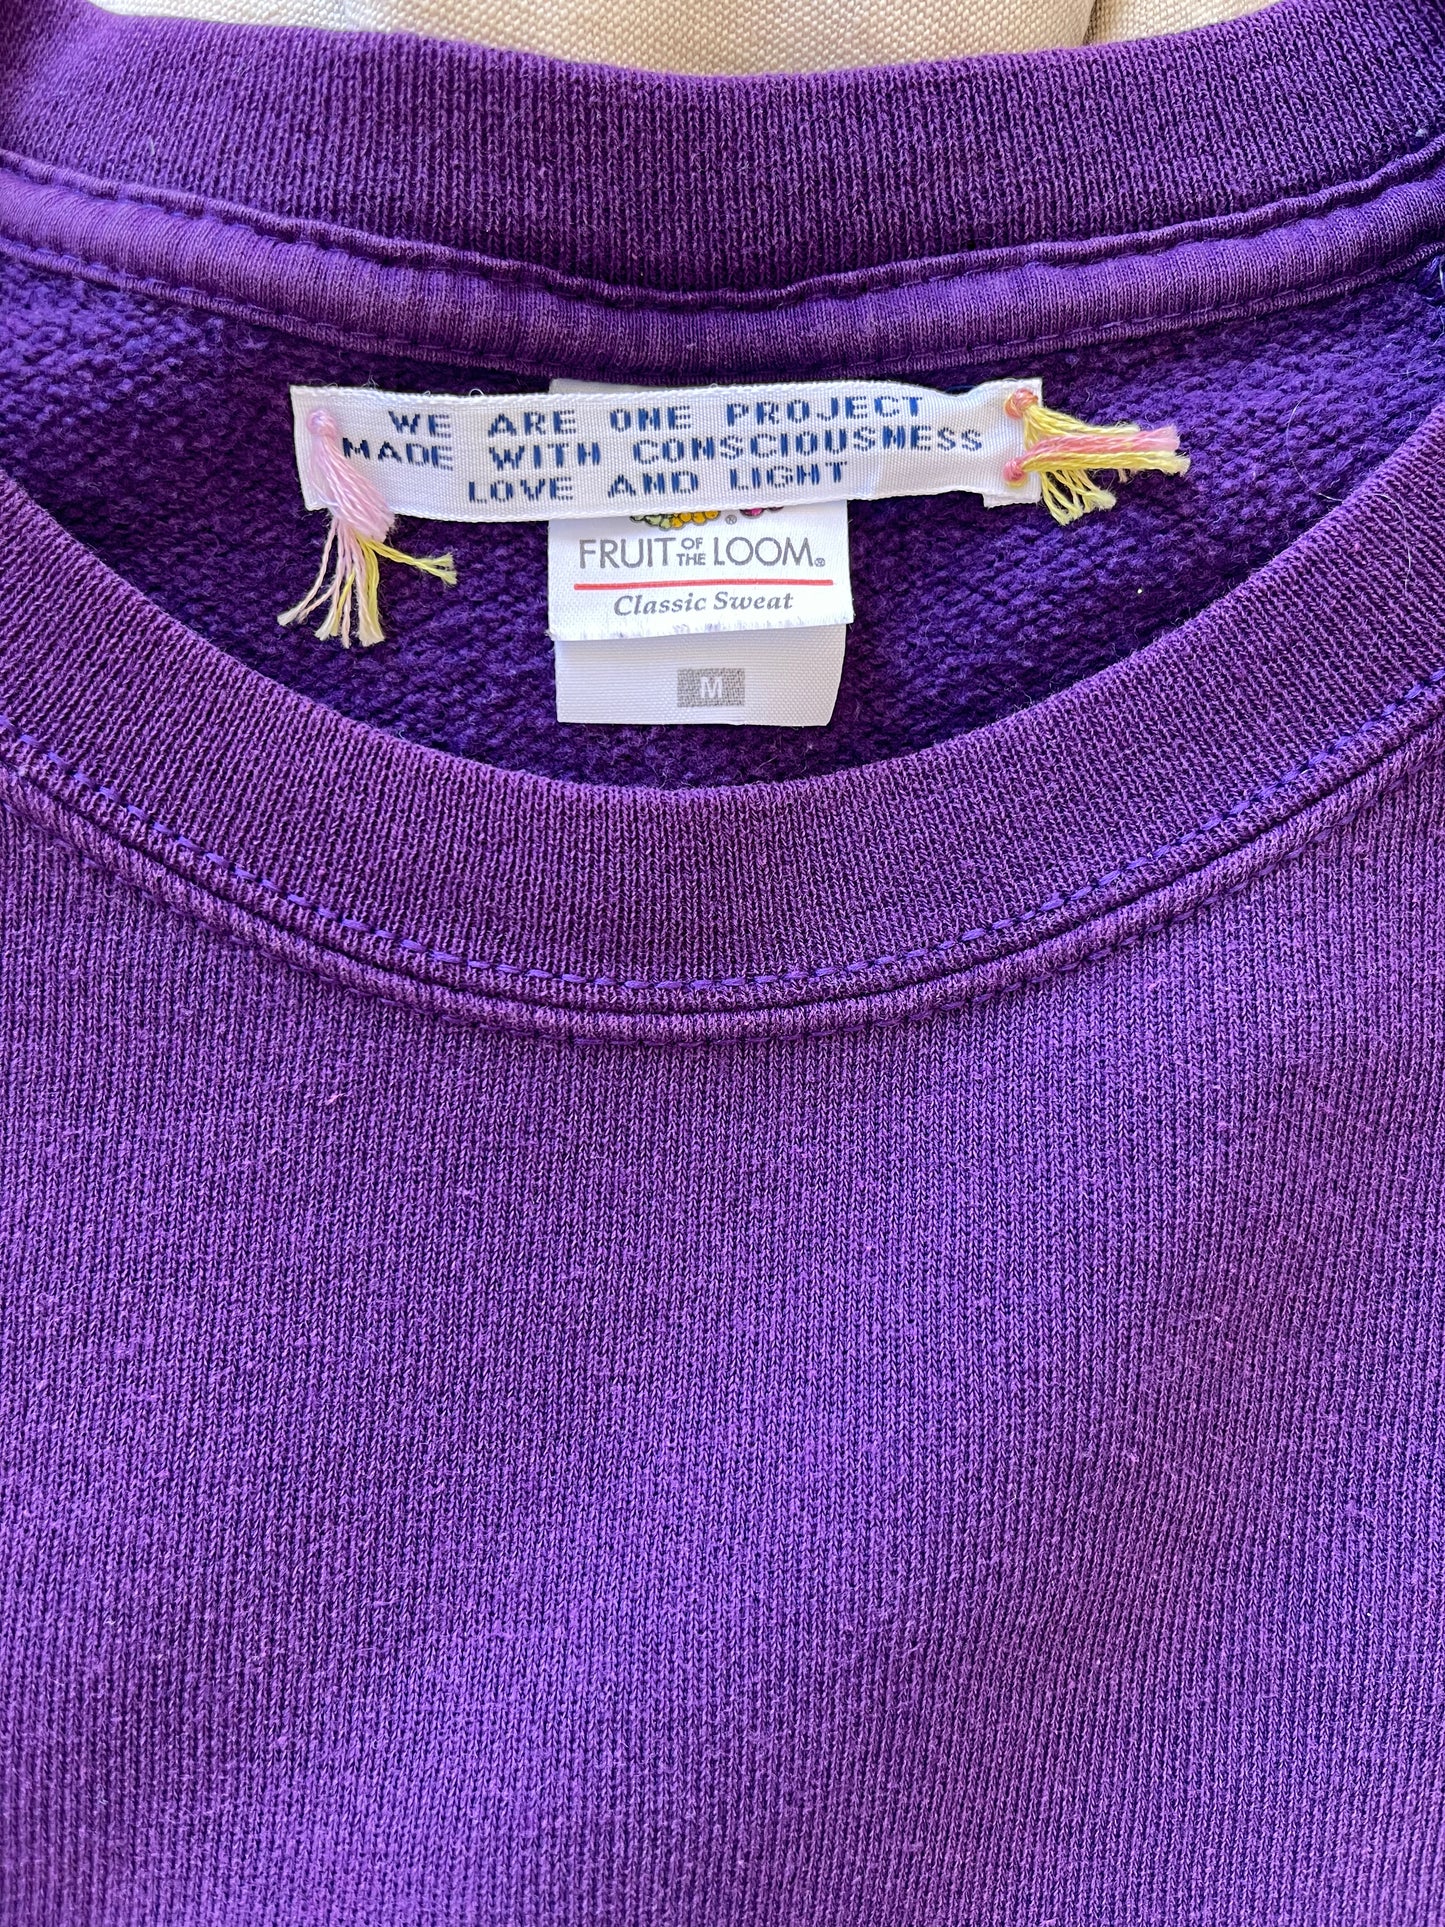 WE ARE ONE PROJECT
MADE WITH CONSCIOUSNESS
LOVE AND LIGHT
®
FRUIT OF THE LOOM®
Classic Sweat
M